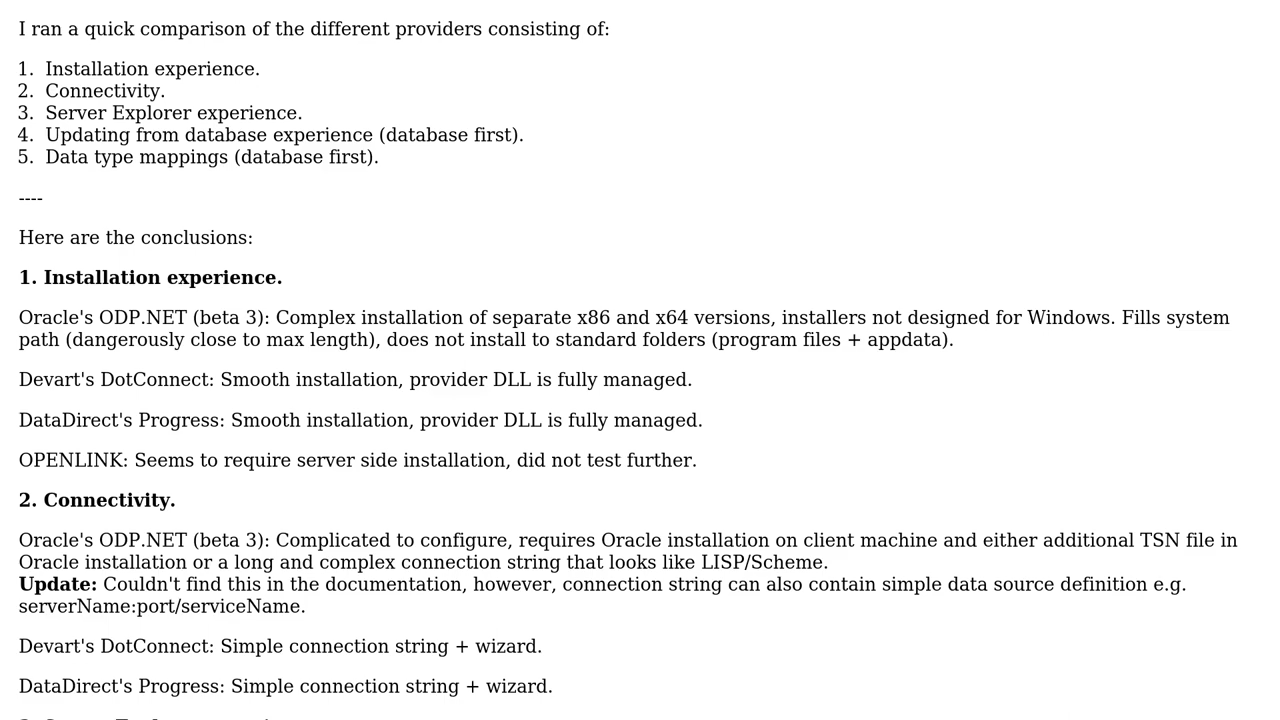 I ran a quick comparison of the different providers consisting of:
1. Installation experience.
2. Connectivity.
3. Server Explorer experience.
4. Updating from database experience (database first).
5. Data type mappings (database first).
----
Here are the conclusions:
1. Installation experience.
Oracle's ODP.NET (beta 3): Complex installation of separate x86 and x64 versions, installers not designed for Windows. Fills system
path (dangerously close to max length), does not install to standard folders (program files + appdata).
Devart's DotConnect: Smooth installation, provider DLL is fully managed.
DataDirect's Progress: Smooth installation, provider DLL is fully managed.
OPENLINK: Seems to require server side installation, did not test further.
2. Connectivity.
Oracle's ODP.NET (beta 3): Complicated to configure, requires Oracle installation on client machine and either additional TSN file in
Oracle installation or a long and complex connection string that looks like LISP/Scheme.
Update: Couldn't find this in the documentation, however, connection string can also contain simple data source definition e.g.
serverName:port/serviceName.
Devart's DotConnect: Simple connection string + wizard.
DataDirect's Progress: Simple connection string + wizard.